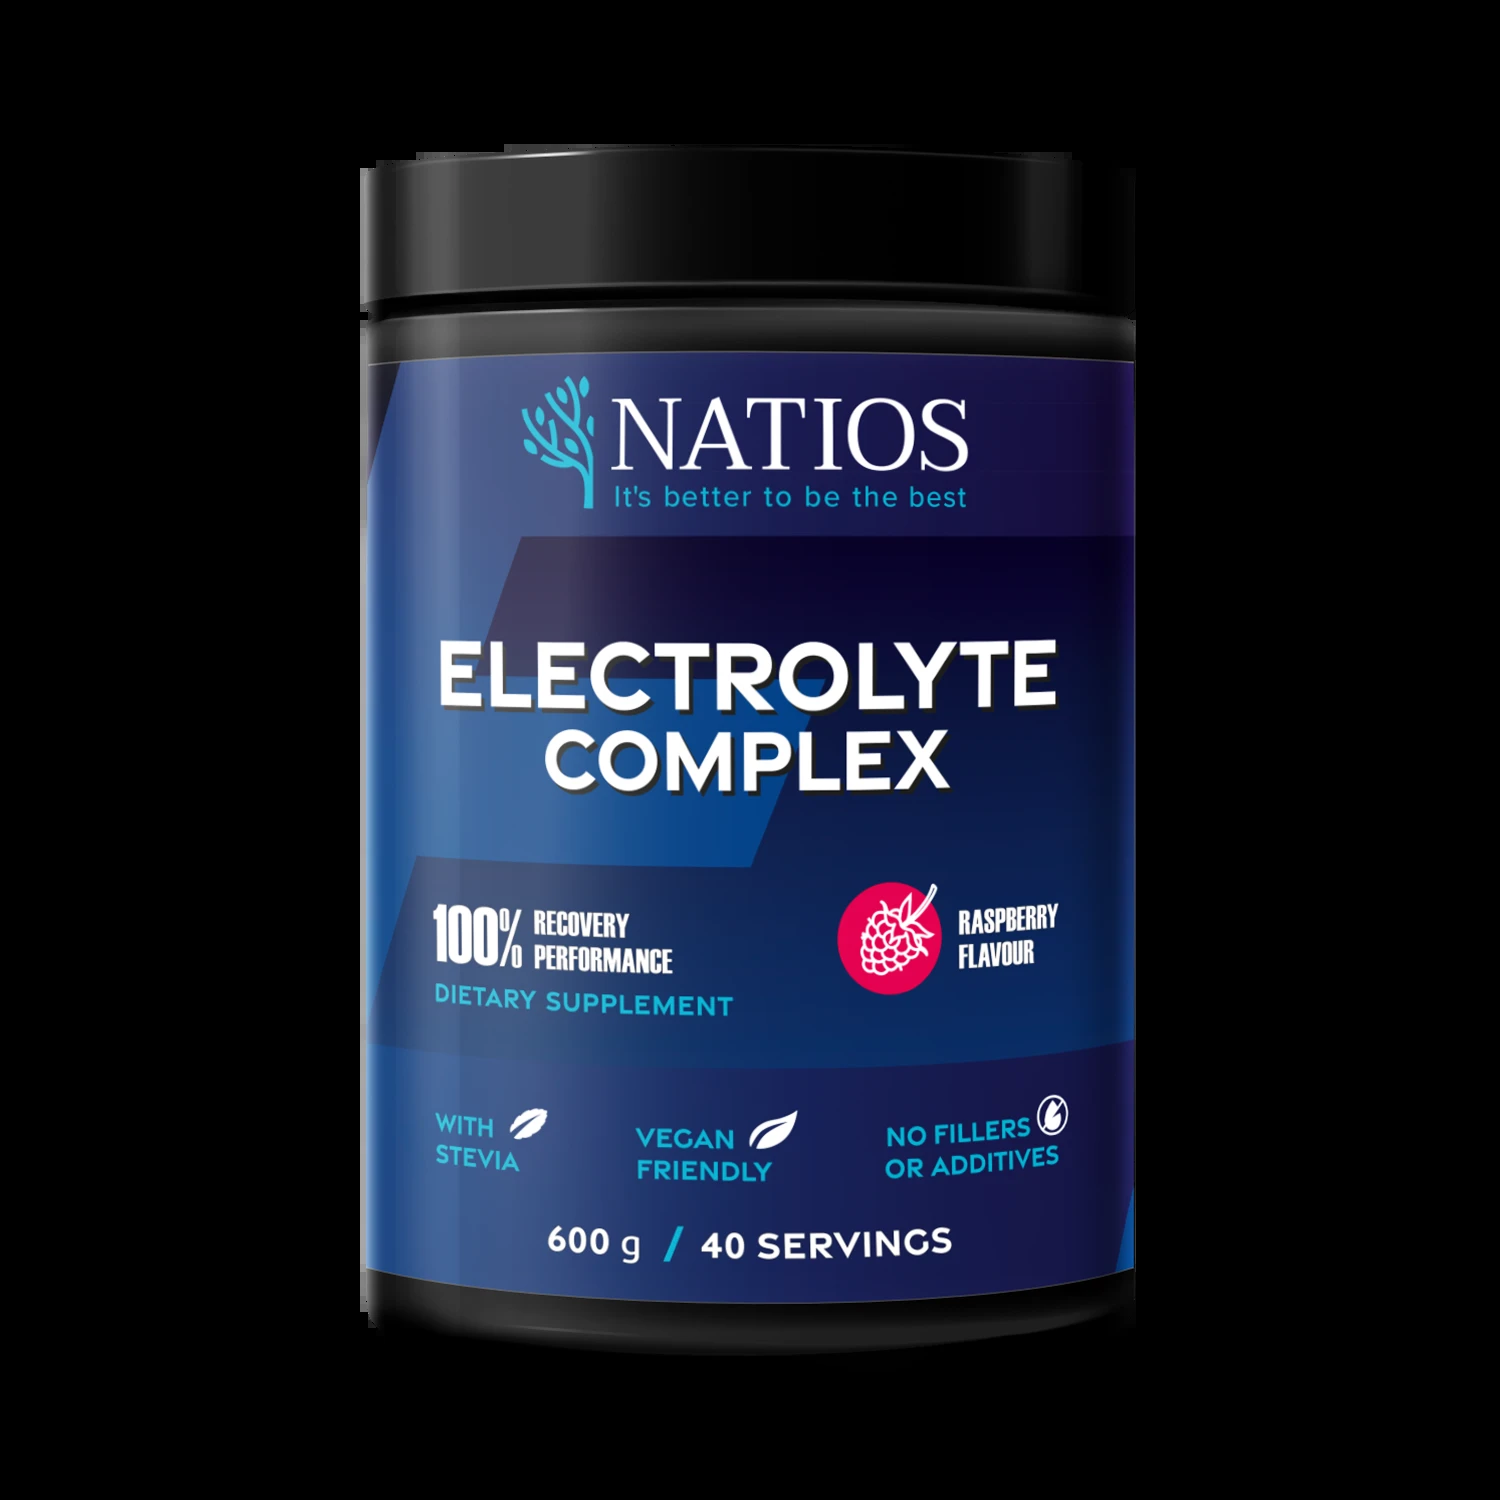 NATIOS
It's better to be the best
ELECTROLYTE
COMPLEX
100% RECOVERY
PERFORMANCE
DIETARY SUPPLEMENT
RASPBERRY
FLAVOUR
WITH
STEVIA
VEGAN
FRIENDLY
NO FILLERS
OR ADDITIVES
600 g / 40 SERVINGS